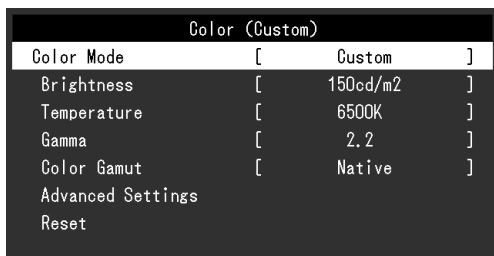 Color (Custom)
Color Mode [ Custom ]
Brightness [ 150cd/m2 ]
Temperature [ 6500K ]
Gamma [ 2.2 ]
Color Gamut [ Native ]
Advanced Settings
Reset